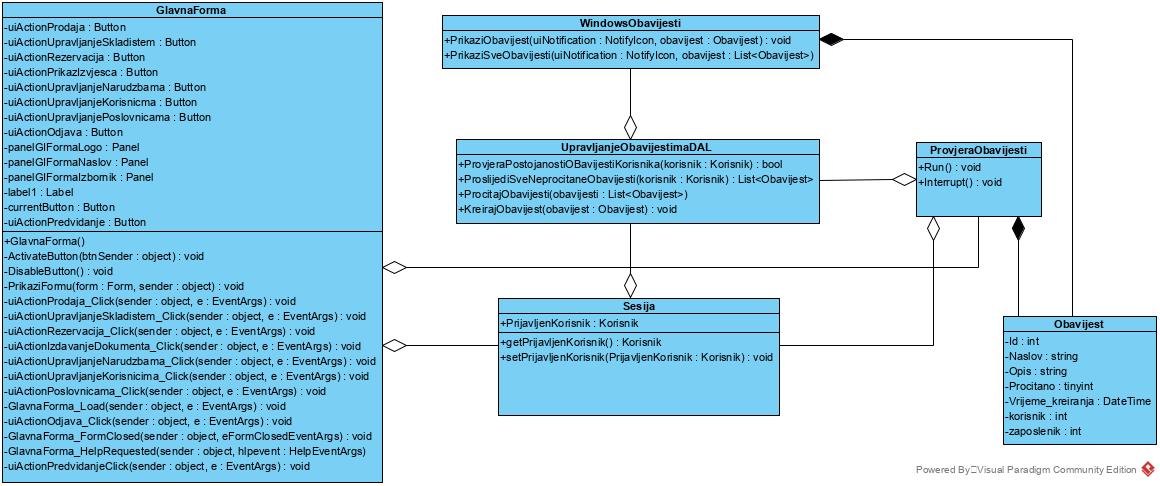 GlavnaForma
-uiActionProdaja : Button
-uiActionUpravljanjeSkladistem : Button
-uiActionRezervacija : Button
-uiActionPrikazIzvjesca : Button
-uiActionUpravljanjeNarudzbama : Button
-uiActionUpravljanjeKorisnicma : Button
-uiActionUpravljanjePoslovnicama : Button
-uiActionOdjava : Button
-panelGlFormaLogo : Panel
-panelGlFormaNaslov : Panel
-panelGlFormaIzbornik : Panel
-label1 : Label
-currentButton : Button
-uiActionPredvidanje : Button
+GlavnaForma()
-ActivateButton(btnSender : object) : void
-DisableButton() : void
-PrikaziFormu(form : Form, sender : object) : void
-uiActionProdaja_Click(sender : object, e : EventArgs) : void
-uiActionUpravljanjeSkladistem_Click(sender : object, e : EventArgs) : void
-uiActionRezervacija_Click(sender : object, e : EventArgs) : void
-uiActionIzdavanjeDokumenta_Click(sender : object, e : EventArgs) : void
-uiActionUpravljanjeNarudzbama_Click(sender : object, e : EventArgs) : void
-uiActionUpravljanjeKorisnicima_Click(sender : object, e : EventArgs) : void
-uiActionPoslovnicama_Click(sender : object, e : EventArgs) : void
-GlavnaForma_Load(sender : object, e : EventArgs) : void
-uiActionOdjava_Click(sender : object, e : EventArgs) : void
-GlavnaForma_FormClosed(sender : object, eFormClosedEventArgs) : void
-GlavnaForma_HelpRequested(sender : object, hlpevent : HelpEventArgs)
-uiActionPredvidanjeClick(sender : object, e : EventArgs) : void
WindowsObavijesti
+PrikaziObavijest(uiNotification : NotifyIcon, obavijest : Obavijest) : void
+PrikaziSveObavijesti(uiNotification : NotifyIcon, obavijest : List<Obavijest>)
UpravljanjeObavijestimaDAL
+ProvjeraPostojanostiOBavijestiKorisnika(korisnik : Korisnik) : bool
+ProslijediSveNeprocitaneObavijesti(korisnik : Korisnik) : List<Obavijest>
+ProcitajObavijest(obavijesti : List<Obavijest>)
+KreirajObavijest(obavijest : Obavijest) : void
ProvjeraObavijesti
+Run() : void
+Interrupt() : void
Sesija
+PrijavljenKorisnik : Korisnik
+getPrijavljenKorisnik() : Korisnik
+setPrijavljenKorisnik(PrijavljenKorisnik : Korisnik) : void
Obavijest
-Id : int
-Naslov : string
-Opis : string
-Procitano : tinyint
-Vrijeme_kreiranja : DateTime
-korisnik : int
-zaposlenik : int
Powered By Visual Paradigm Community Edition